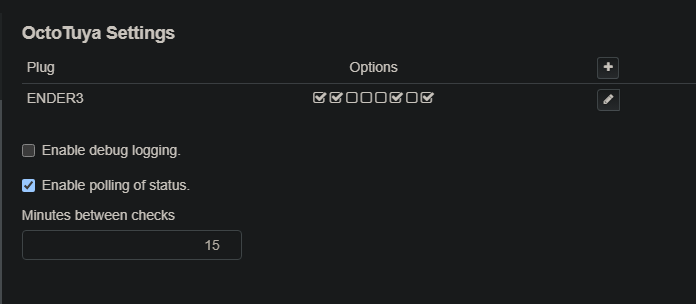 OctoTuya Settings
Plug Options
ENDER3
Enable debug logging.
Enable polling of status.
Minutes between checks
15